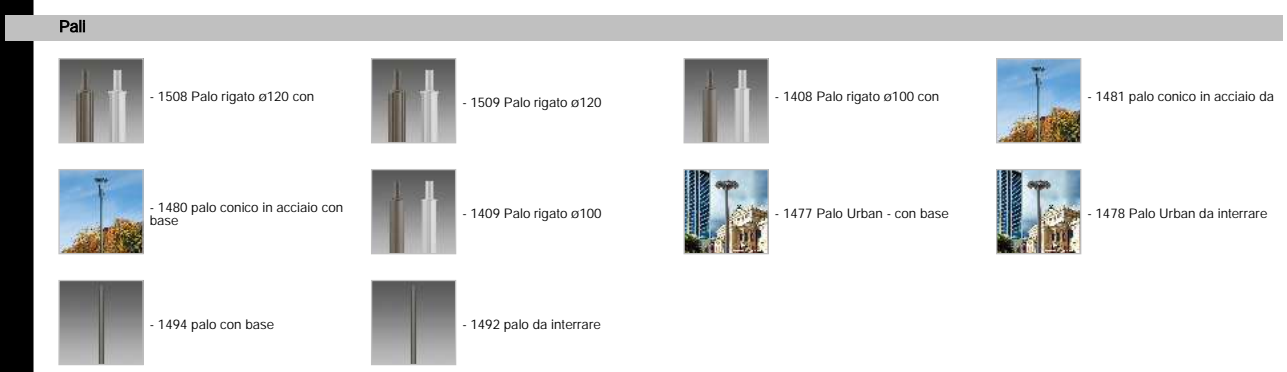 Pall
- 1508 Palo rigato ø120 con
- 1509 Palo rigato ø120
- 1408 Palo rigato ø100 con
- 1481 palo conico in acciaio da
- 1480 palo conico in acciaio con
base
- 1409 Palo rigato ø100
- 1477 Palo Urban - con base
- 1478 Palo Urban da interrare
- 1494 palo con base
- 1492 palo da interrare